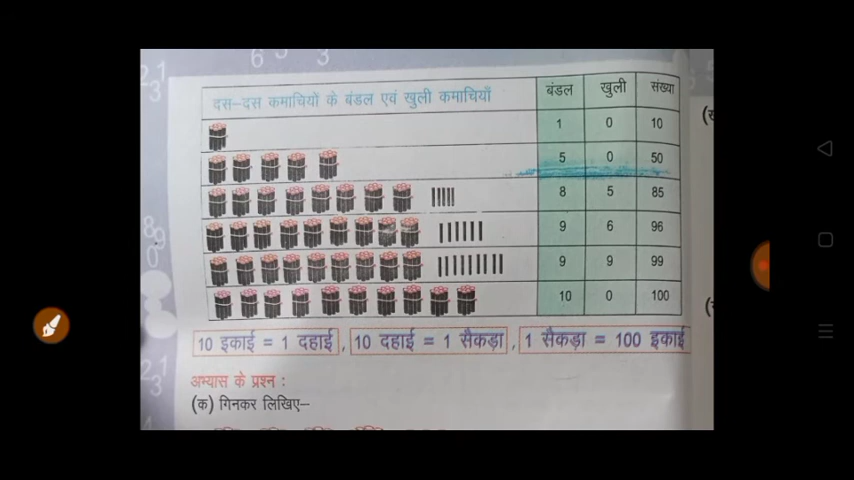 दस–दस कमाचियों के बंडल एवं खुली कमाचियाँ बंडल खुली संख्या
1 0 10
5 0 50
8 5 85
9 6 96
9 9 99
10 0 100
10 इकाई = 1 दहाई , 10 दहाई = 1 सैकड़ा , 1 सैकड़ा = 100 इकाई
अभ्यास के प्रश्न :
(क) गिनकर लिखिए–